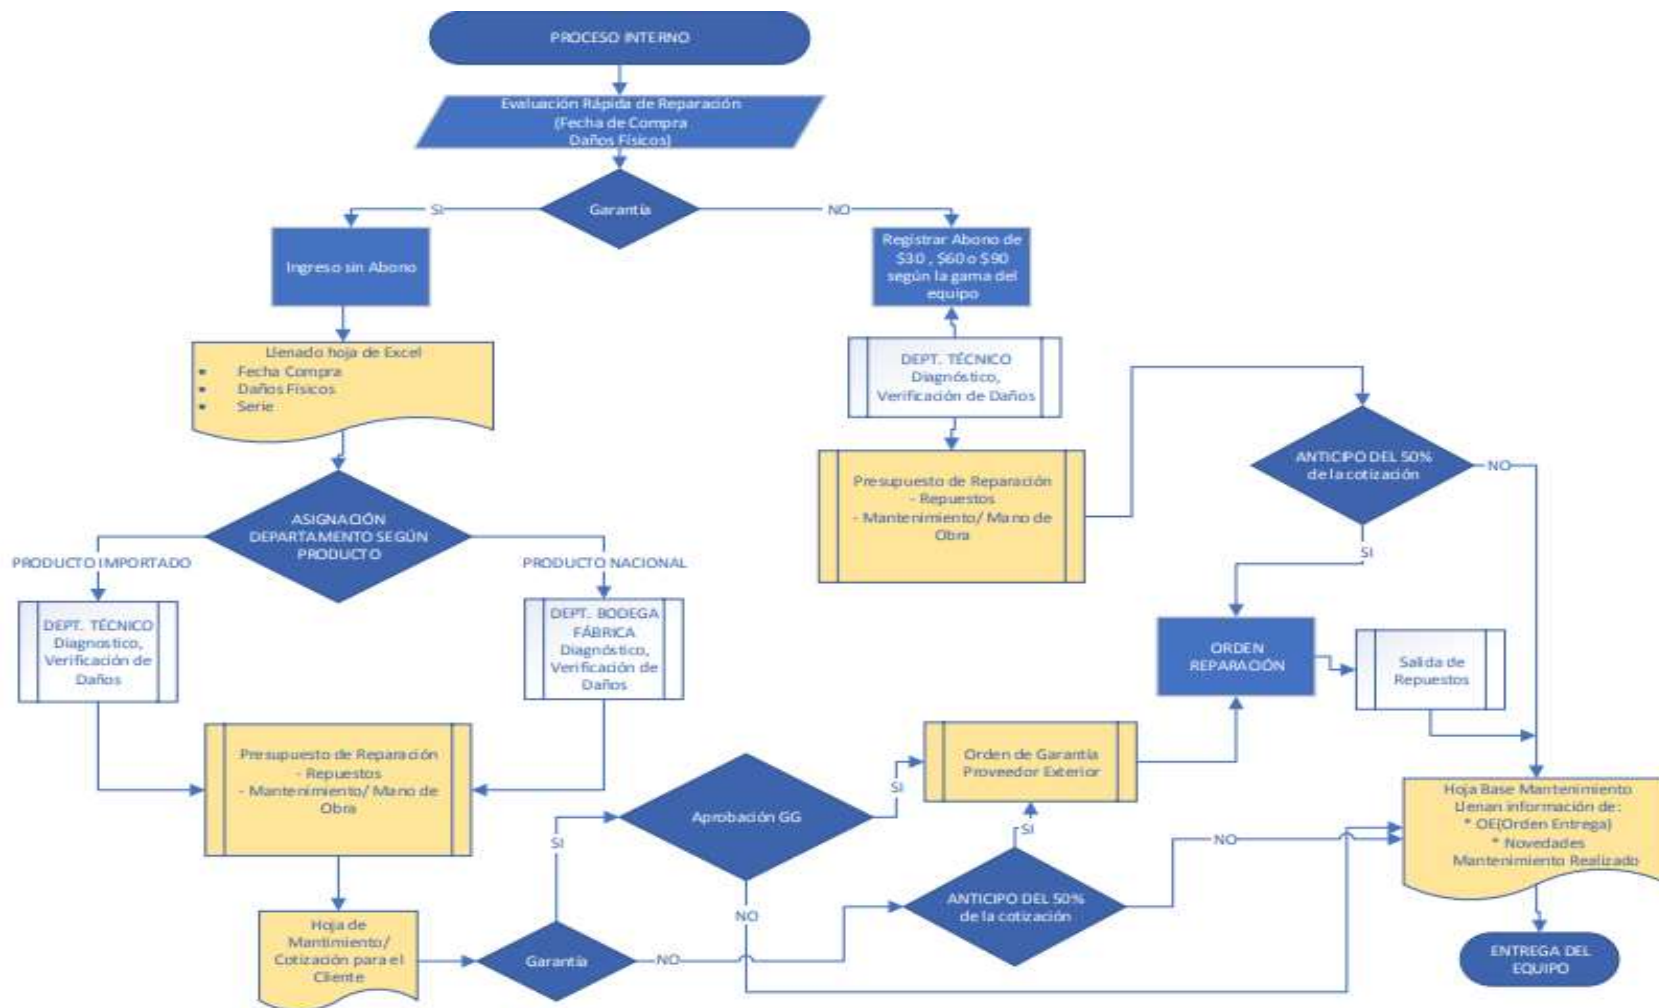 PROCESO INTERNO
Evaluación Rápida de Reparación
(Fecha de Compra
Daños Físicos)
Garantía
SI
NO
Ingreso sin Abono
Registrar Abono de
$30 , $60 o $90
según la gama del
equipo
Llenado hoja de Excel
• Fecha Compra
• Daños Físicos
• Serie
DEPT. TÉCNICO
Diagnóstico,
Verificación de Daños
ANTICIPO DEL 50%
de la cotización
NO
SI
Presupuesto de Reparación
- Repuestos
- Mantenimiento/ Mano de
Obra
ASIGNACIÓN
DEPARTAMENTO SEGÚN
PRODUCTO
PRODUCTO IMPORTADO
PRODUCTO NACIONAL
DEPT. TÉCNICO
Diagnostico,
Verificación de
Daños
DEPT. BODEGA
FÁBRICA
Diagnóstico,
Verificación de
Daños
ORDEN
REPARACIÓN
Salida de
Repuestos
Presupuesto de Reparación
- Repuestos
- Mantenimiento/ Mano de
Obra
Aprobación GG
SI
NO
Orden de Garantía
Proveedor Exterior
Hoja Base Mantenimiento
Llenan información de:
* OE(Orden Entrega)
* Novedades
Mantenimiento Realizado
Hoja de
Mantimiento/
Cotización para el
Cliente
Garantía
SI
NO
ANTICIPO DEL 50%
de la cotización
SI
NO
ENTREGA DEL
EQUIPO